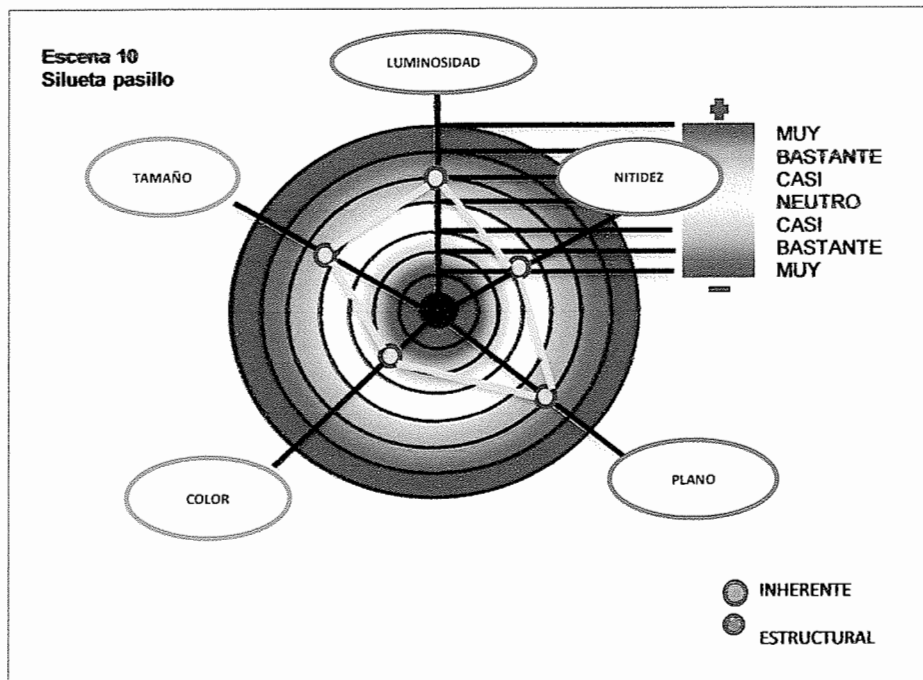 Escena 10
Silueta pasillo
LUMINOSIDAD
TAMAÑO
NITIDEZ
+
MUY
BASTANTE
CASI
NEUTRO
CASI
BASTANTE
MUY
−
COLOR
PLANO
INHERENTE
ESTRUCTURAL